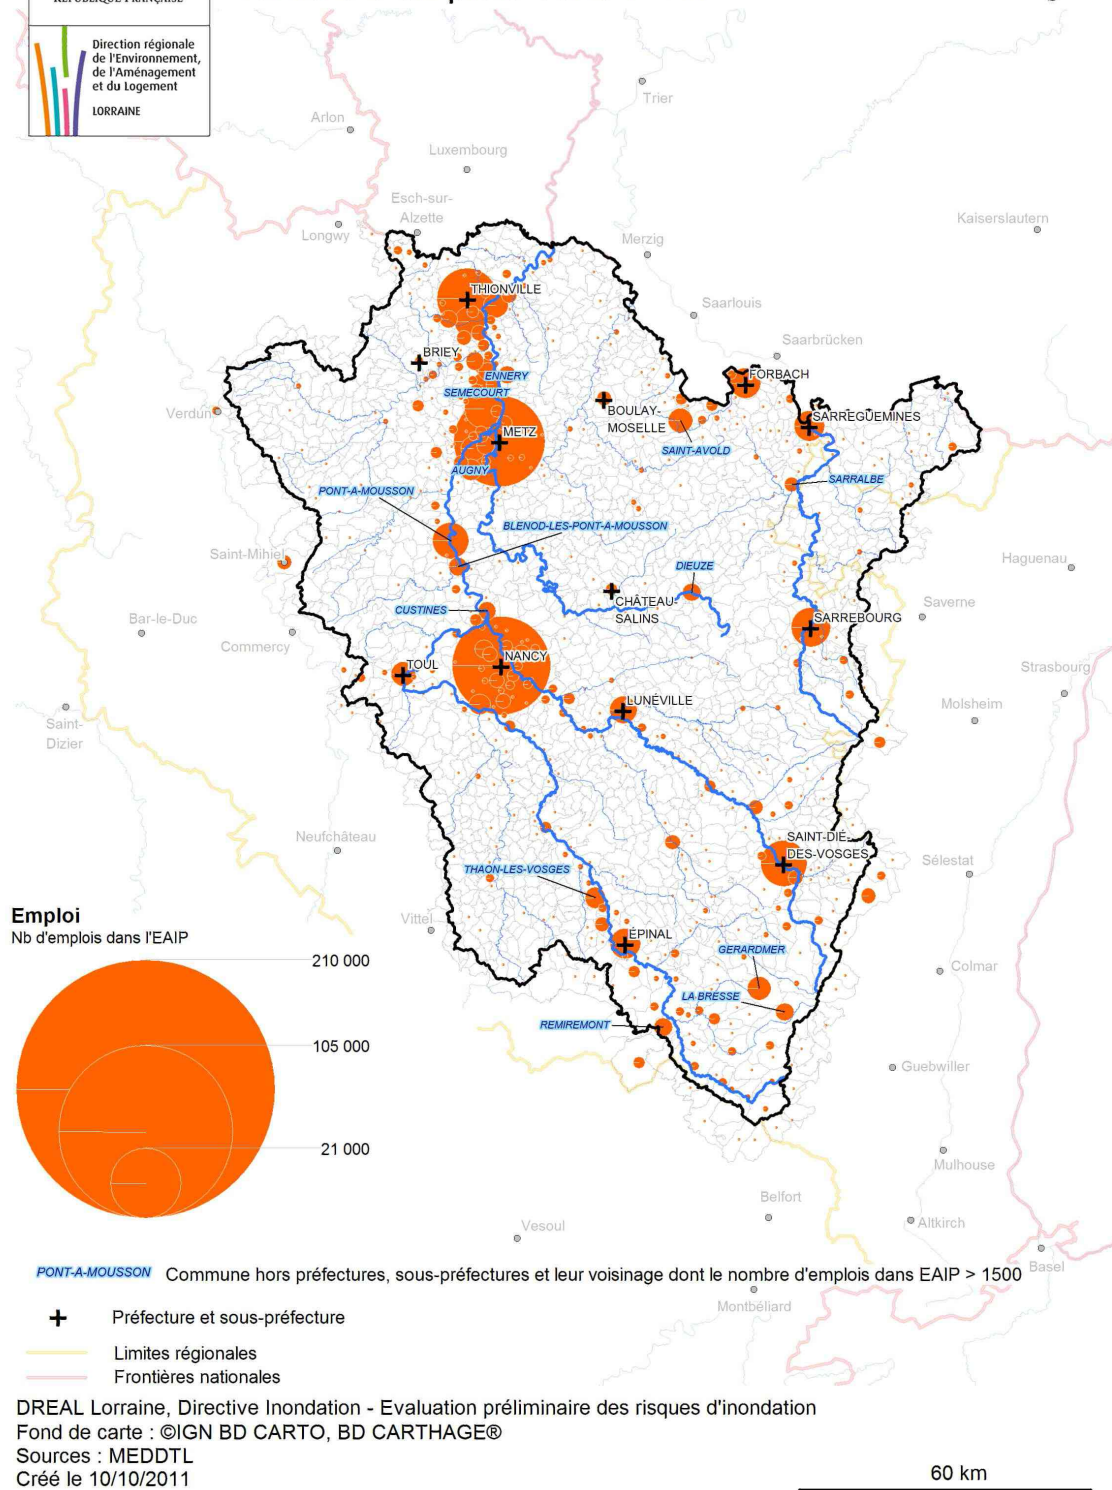 RÉPUBLIQUE FRANÇAISE
Direction régionale
de l'Environnement,
de l'Aménagement
et du Logement
LORRAINE
Trier
Arlon
Luxembourg
Esch-sur-
Alzette
Longwy
Kaiserslautern
Merzig
THIONVILLE
Saarlouis
Saarbrücken
BRIEY
ENNERY
FORBACH
SEMECOURT
Verdun
BOULAY-
MOSELLE
SARREGUEMINES
METZ
SAINT-AVOLD
AUGNY
SARRALBE
PONT-A-MOUSSON
BLENOD-LES-PONT-A-MOUSSON
Saint-Mihiel
Haguenau
DIEUZE
CHÂTEAU-
SALINS
Saverne
CUSTINES
Bar-le-Duc
SARREBOURG
Commercy
NANCY
TOUL
Strasbourg
LUNÉVILLE
Molsheim
Saint-
Dizier
Neufchâteau
SAINT-DIÉ-
DES-VOSGES
Sélestat
THAON-LES-VOSGES
Vittel
ÉPINAL
GERARDMER
Colmar
LA BRESSE
REMIREMONT
Guebwiller
Mulhouse
Belfort
Altkirch
Vesoul
Basel
Montbéliard
Emploi
Nb d'emplois dans l'EAIP
210 000
105 000
21 000
PONT-A-MOUSSON Commune hors préfectures, sous-préfectures et leur voisinage dont le nombre d'emplois dans EAIP > 1500
Préfecture et sous-préfecture
Limites régionales
Frontières nationales
DREAL Lorraine, Directive Inondation - Evaluation préliminaire des risques d'inondation
Fond de carte : ©IGN BD CARTO, BD CARTHAGE®
Sources : MEDDTL
Créé le 10/10/2011
60 km